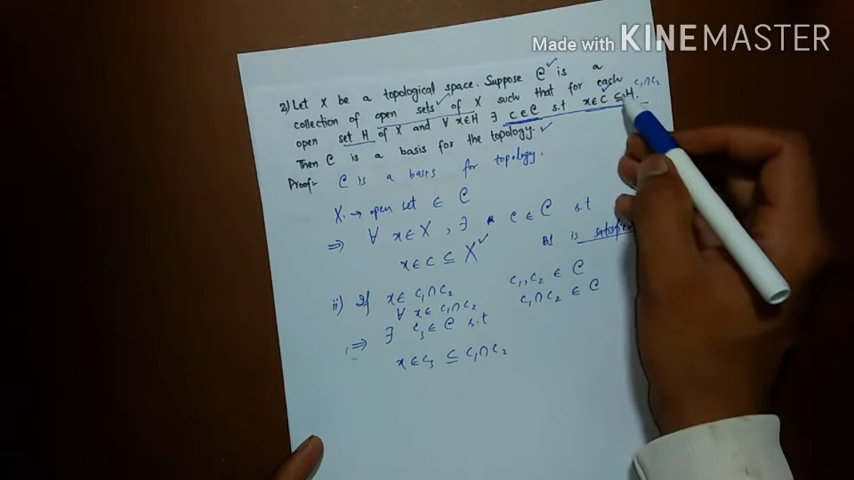 Made with KINEMASTER
2) Let X be a topological space. Suppose C is a
collection of open sets of X such that for each C₁∩C₂
open set H of X and ∀ x∈H ∃ C∈C s.t x∈C ⊆ H.
Then C is a basis for the topology.
Proof:- C is a basis for topology.
X → open set ∈ C
⇒ ∀ x∈X, ∃ C∈C s.t
x∈C ⊆ X B1 is satisfied
ii) If x∈C₁∩C₂ C₁, C₂ ∈ C
∀ x∈C₁∩C₂ C₁∩C₂ ∈ C
⇒ ∃ C₃∈C s.t
x∈C₃ ⊆ C₁∩C₂